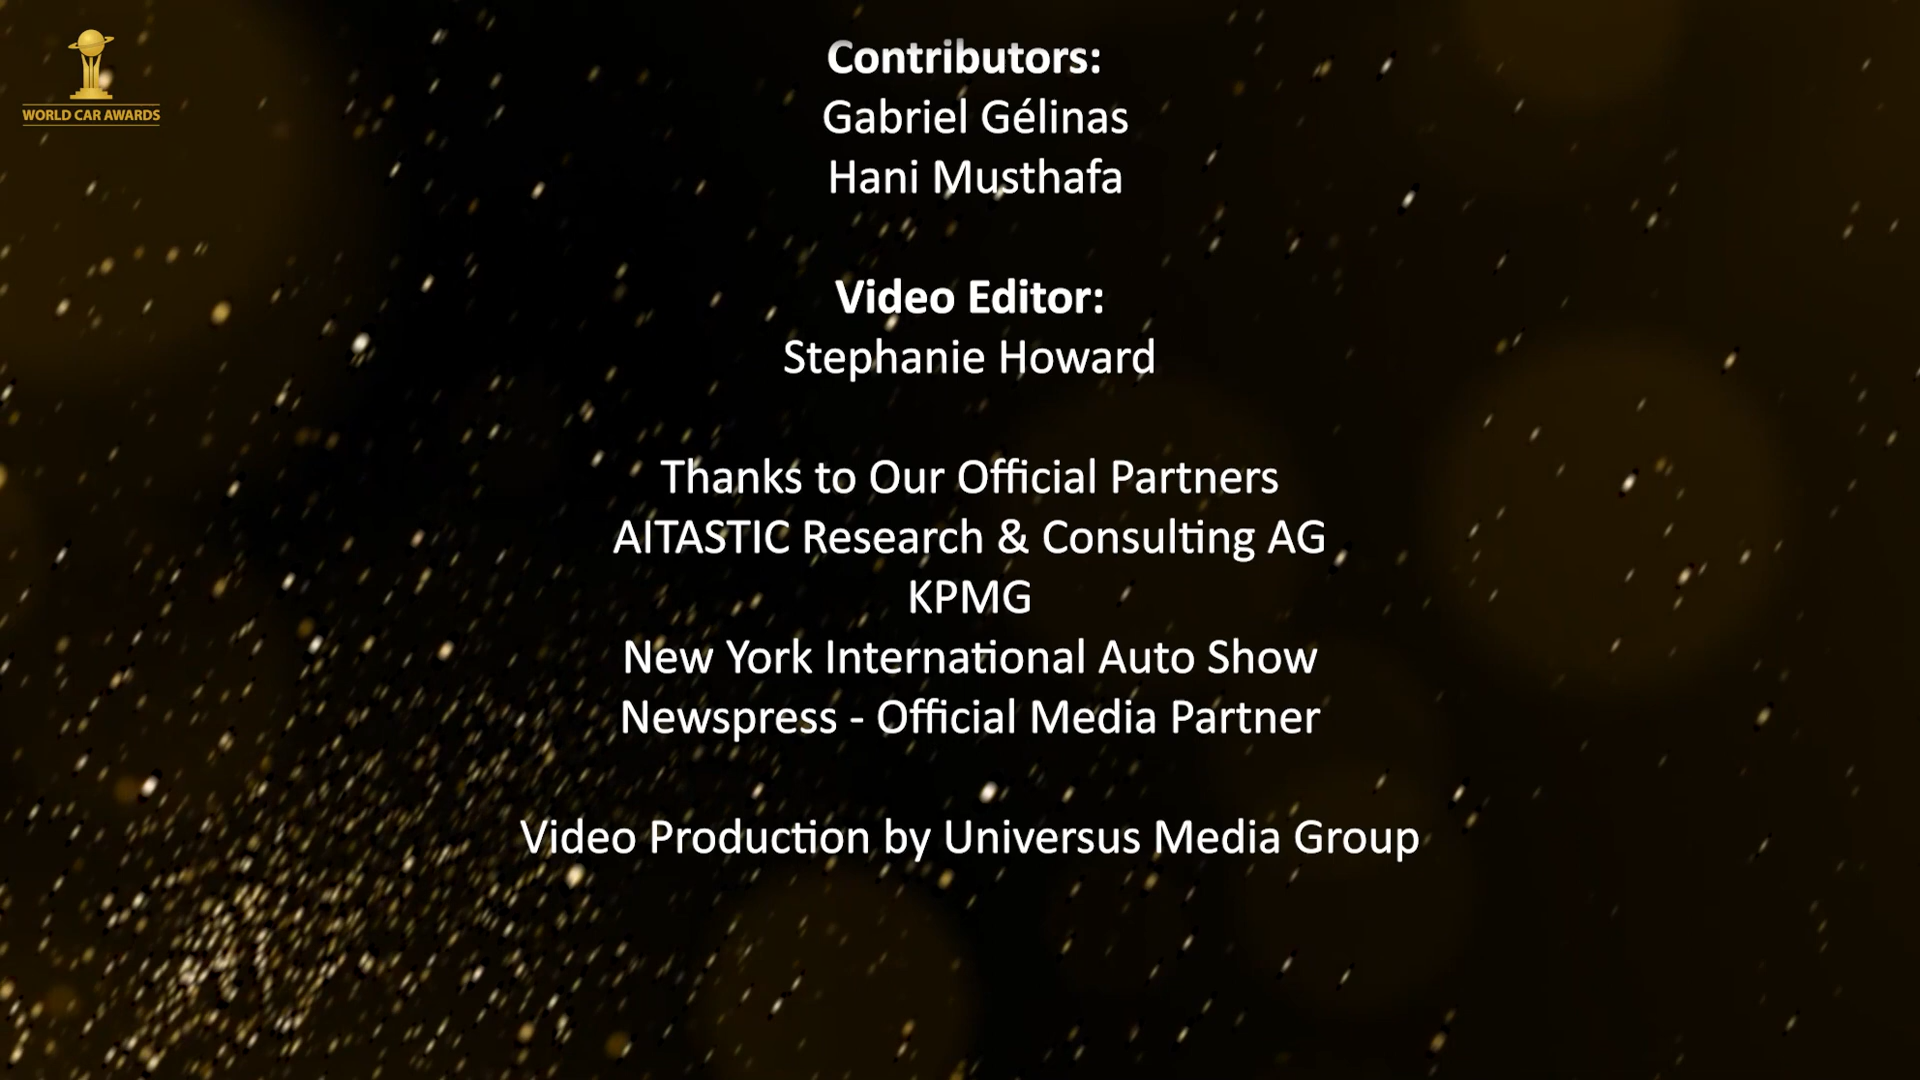 WORLD CAR AWARDS
Contributors:
Gabriel Gélinas
Hani Musthafa
Video Editor:
Stephanie Howard
Thanks to Our Official Partners
AITASTIC Research & Consulting AG
KPMG
New York International Auto Show
Newspress - Official Media Partner
Video Production by Universus Media Group